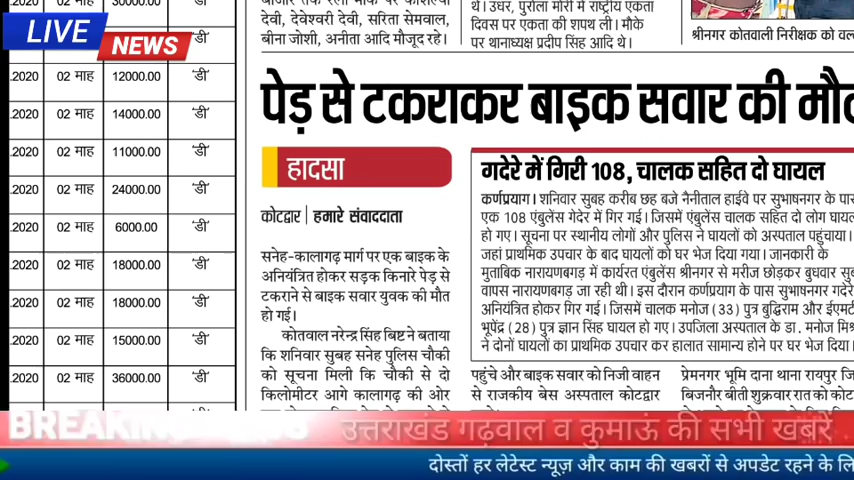 LIVE
NEWS
30000.00
.2020 02 माह 12000.00 'डी'
.2020 02 माह 14000.00 'डी'
.2020 02 माह 11000.00 'डी'
.2020 02 माह 24000.00 'डी'
.2020 02 माह 6000.00 'डी'
.2020 02 माह 18000.00 'डी'
.2020 02 माह 18000.00 'डी'
.2020 02 माह 15000.00 'डी'
.2020 02 माह 36000.00 'डी'
देवी, देवेश्वरी देवी, सरिता सेमवाल,
बीना जोशी, अनीता आदि मौजूद रहे।
थे। उधर, पुरोला मोरी में राष्ट्रीय एकता
दिवस पर एकता की शपथ ली। मौके
पर थानाध्यक्ष प्रदीप सिंह आदि थे।
श्रीनगर कोतवाली निरीक्षक को
पेड़ से टकराकर बाइक सवार की मौत
हादसा
कोटद्वार | हमारे संवाददाता
सनेह-कालागढ़ मार्ग पर एक बाइक के
अनियंत्रित होकर सड़क किनारे पेड़ से
टकराने से बाइक सवार युवक की मौत
हो गई।
कोतवाल नरेन्द्र सिंह बिष्ट ने बताया
कि शनिवार सुबह सनेह पुलिस चौकी
को सूचना मिली कि चौकी से दो
किलोमीटर आगे कालागढ़ की ओर
गदेरे में गिरी 108, चालक सहित दो घायल
कर्णप्रयाग। शनिवार सुबह करीब छह बजे नैनीताल हाईवे पर सुभाषनगर के पास
एक 108 एंबुलेंस गदेर में गिर गई। जिसमें एंबुलेंस चालक सहित दो लोग घायल
हो गए। सूचना पर स्थानीय लोगों और पुलिस ने घायलों को अस्पताल पहुंचाया।
जहां प्राथमिक उपचार के बाद घायलों को घर भेज दिया गया। जानकारी के
मुताबिक नारायणबगड़ में कार्यरत एंबुलेंस श्रीनगर से मरीज छोड़कर बुधवार सुबह
वापस नारायणबगड़ जा रही थी। इस दौरान कर्णप्रयाग के पास सुभाषनगर गदेरे
अनियंत्रित होकर गिर गई। जिसमें चालक मनोज (33) पुत्र बुद्धिराम और ईएमटी
भूपेंद्र (28) पुत्र ज्ञान सिंह घायल हो गए। उपजिला अस्पताल के डा. मनोज मिश्र
ने दोनों घायलों का प्राथमिक उपचार कर हालात सामान्य होने पर घर भेज दिया।
पहुंचे और बाइक सवार को निजी वाहन
से राजकीय बेस अस्पताल कोटद्वार
प्रेमनगर भूमि दाना थाना रायपुर
बिजनौर बीती शुक्रवार रात को
BREAKING NEWS उत्तराखंड गढ़वाल व कुमाऊं की सभी खबरें...
दोस्तों हर लेटेस्ट न्यूज़ और काम की खबरों से अपडेट रहने के